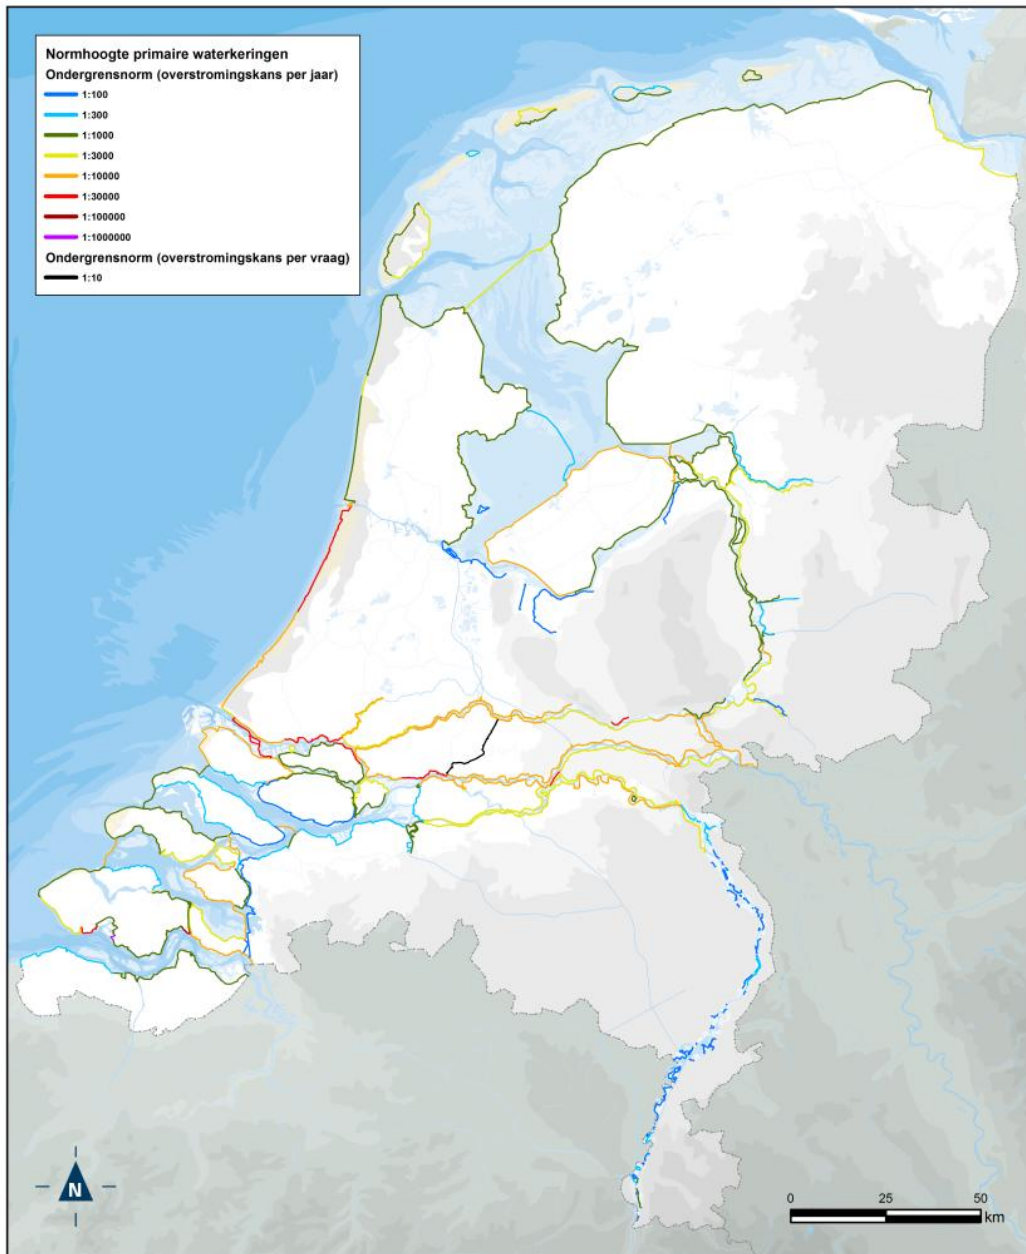 Normhoogte primaire waterkeringen
Ondergrensnorm (overstromingskans per jaar)
1:100
1:300
1:1000
1:3000
1:10000
1:30000
1:100000
1:1000000
Ondergrensnorm (overstromingskans per vraag)
1:10
N
0 25 50
km